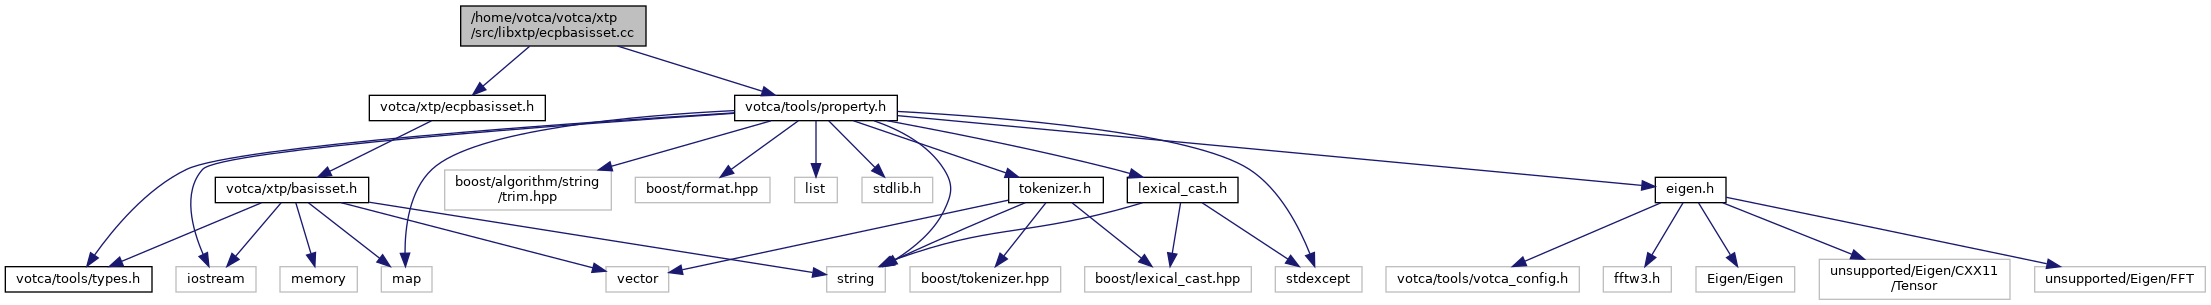 /home/votca/votca/xtp
/src/libxtp/ecpbasisset.cc
votca/xtp/ecpbasisset.h
votca/tools/property.h
votca/xtp/basisset.h
boost/algorithm/string
/trim.hpp
boost/format.hpp
list
stdlib.h
tokenizer.h
lexical_cast.h
eigen.h
votca/tools/types.h
iostream
memory
map
vector
string
boost/tokenizer.hpp
boost/lexical_cast.hpp
stdexcept
votca/tools/votca_config.h
fftw3.h
Eigen/Eigen
unsupported/Eigen/CXX11
/Tensor
unsupported/Eigen/FFT